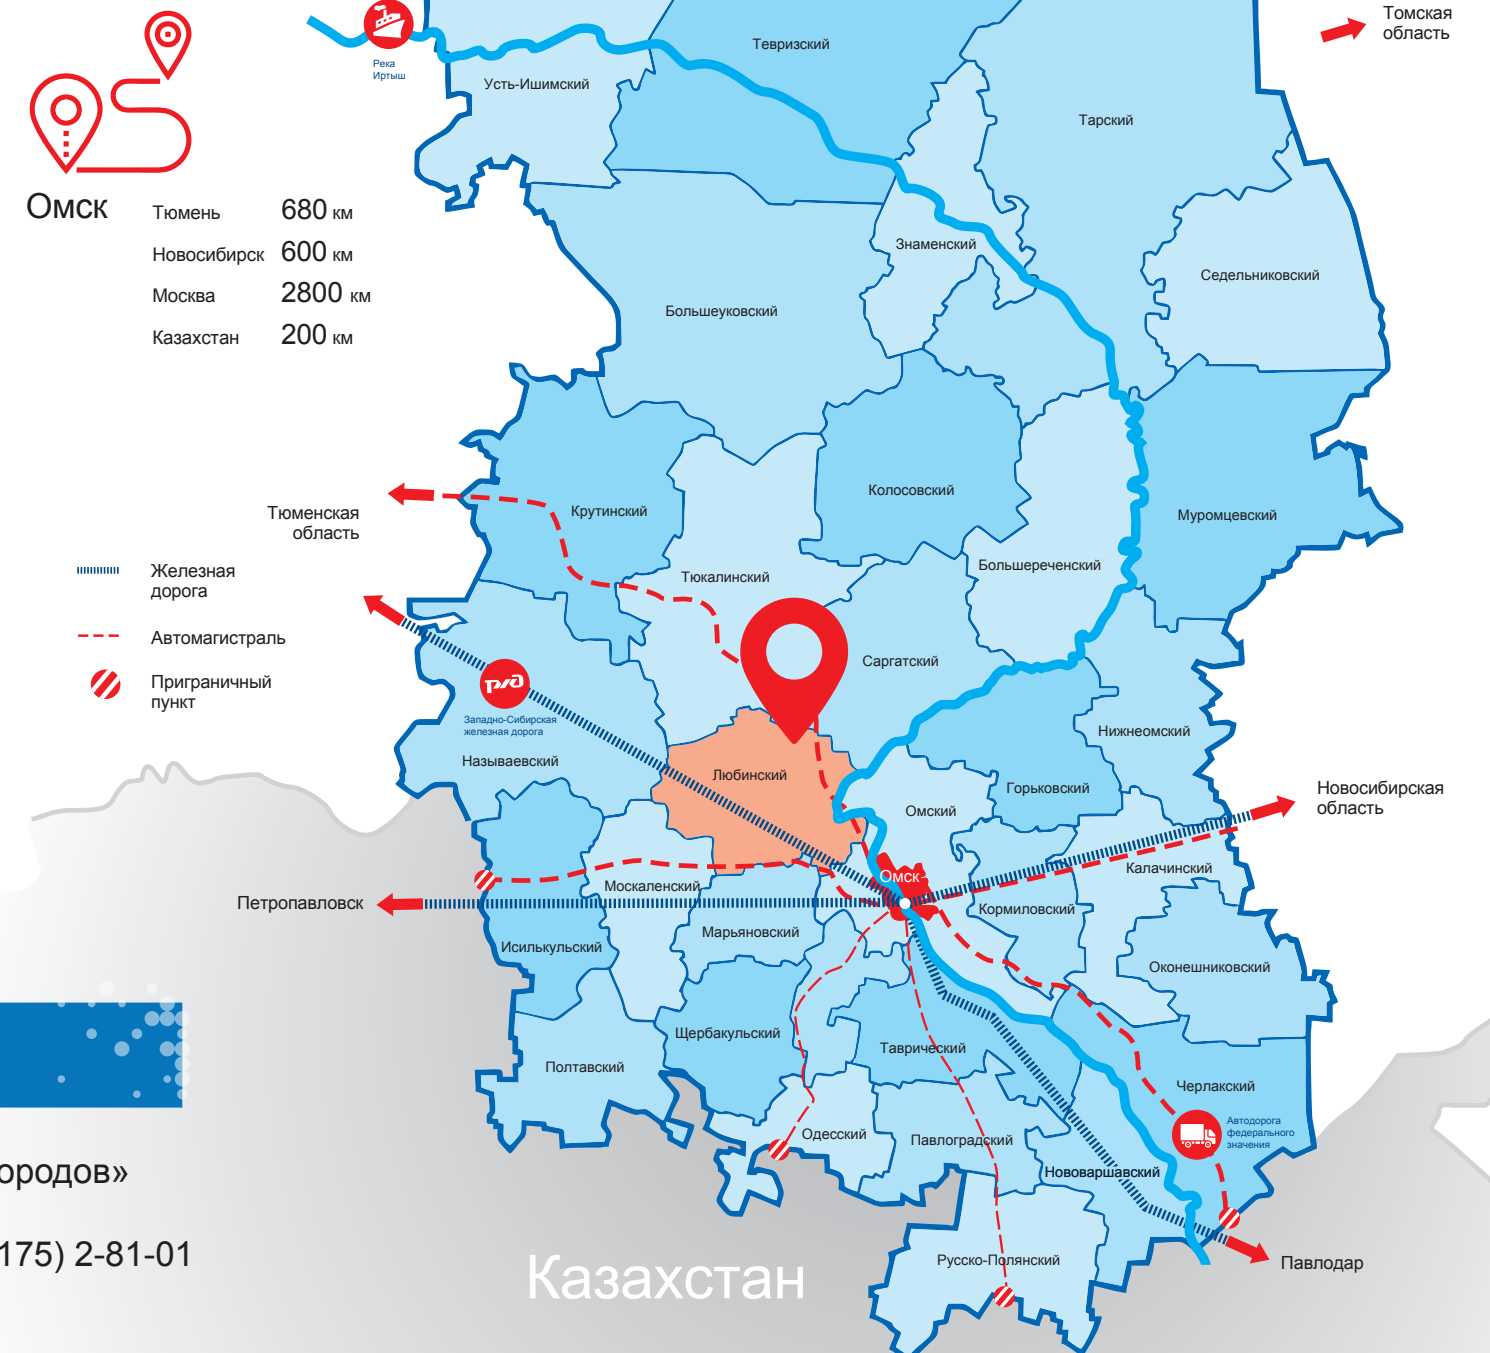 Томская
область
Тевризский
Река
Иртыш
Усть-Ишимский
Тарский
Омск
Тюмень 680 км
Новосибирск 600 км
Москва 2800 км
Казахстан 200 км
Знаменский
Седельниковский
Большеуковский
Колосовский
Крутинский
Муромцевский
Тюменская
область
Большереченский
Тюкалинский
Железная
дорога
Автомагистраль
Приграничный
пункт
Саргатский
ржд
Западно-Сибирская
железная дорога
Называевский
Нижнеомский
Любинский
Горьковский
Новосибирская
область
Омский
Калачинский
Омск
Москаленский
Петропавловск
Кормиловский
Марьяновский
Исилькульский
Оконешниковский
Щербакульский
Таврический
Полтавский
Черлакский
Автодорога
федерального
значения
Одесский
Павлоградский
Нововаршавский
ородов»
175) 2-81-01
Русско-Полянский
Павлодар
Казахстан